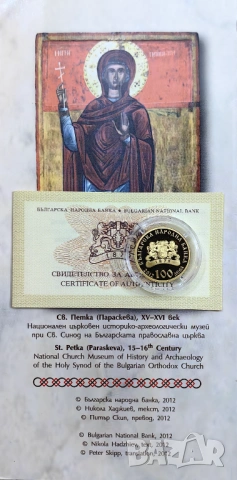 БЪЛГАРСКА НАРОДНА БАНКА ★ BULGARIAN NATIONAL BANK
СВИДЕТЕЛСТВО ЗА
CERTIFICATE OF AUTHENTICITY
БЪЛГАРСКА НАРОДНА БАНКА
100
Св. Петка (Параскева), XV–XVI век
Национален църковен историко-археологически музей
при Св. Синод на Българската православна църква
St. Petka (Paraskeva), 15–16th Century
National Church Museum of History and Archaeology
of the Holy Synod of the Bulgarian Orthodox Church
© Българска народна банка, 2012
© Никола Хаджиев, текст, 2012
© Питър Скип, превод, 2012
© Bulgarian National Bank, 2012
© Nikola Hadzhiev, text, 2012
© Peter Skipp, translation, 2012